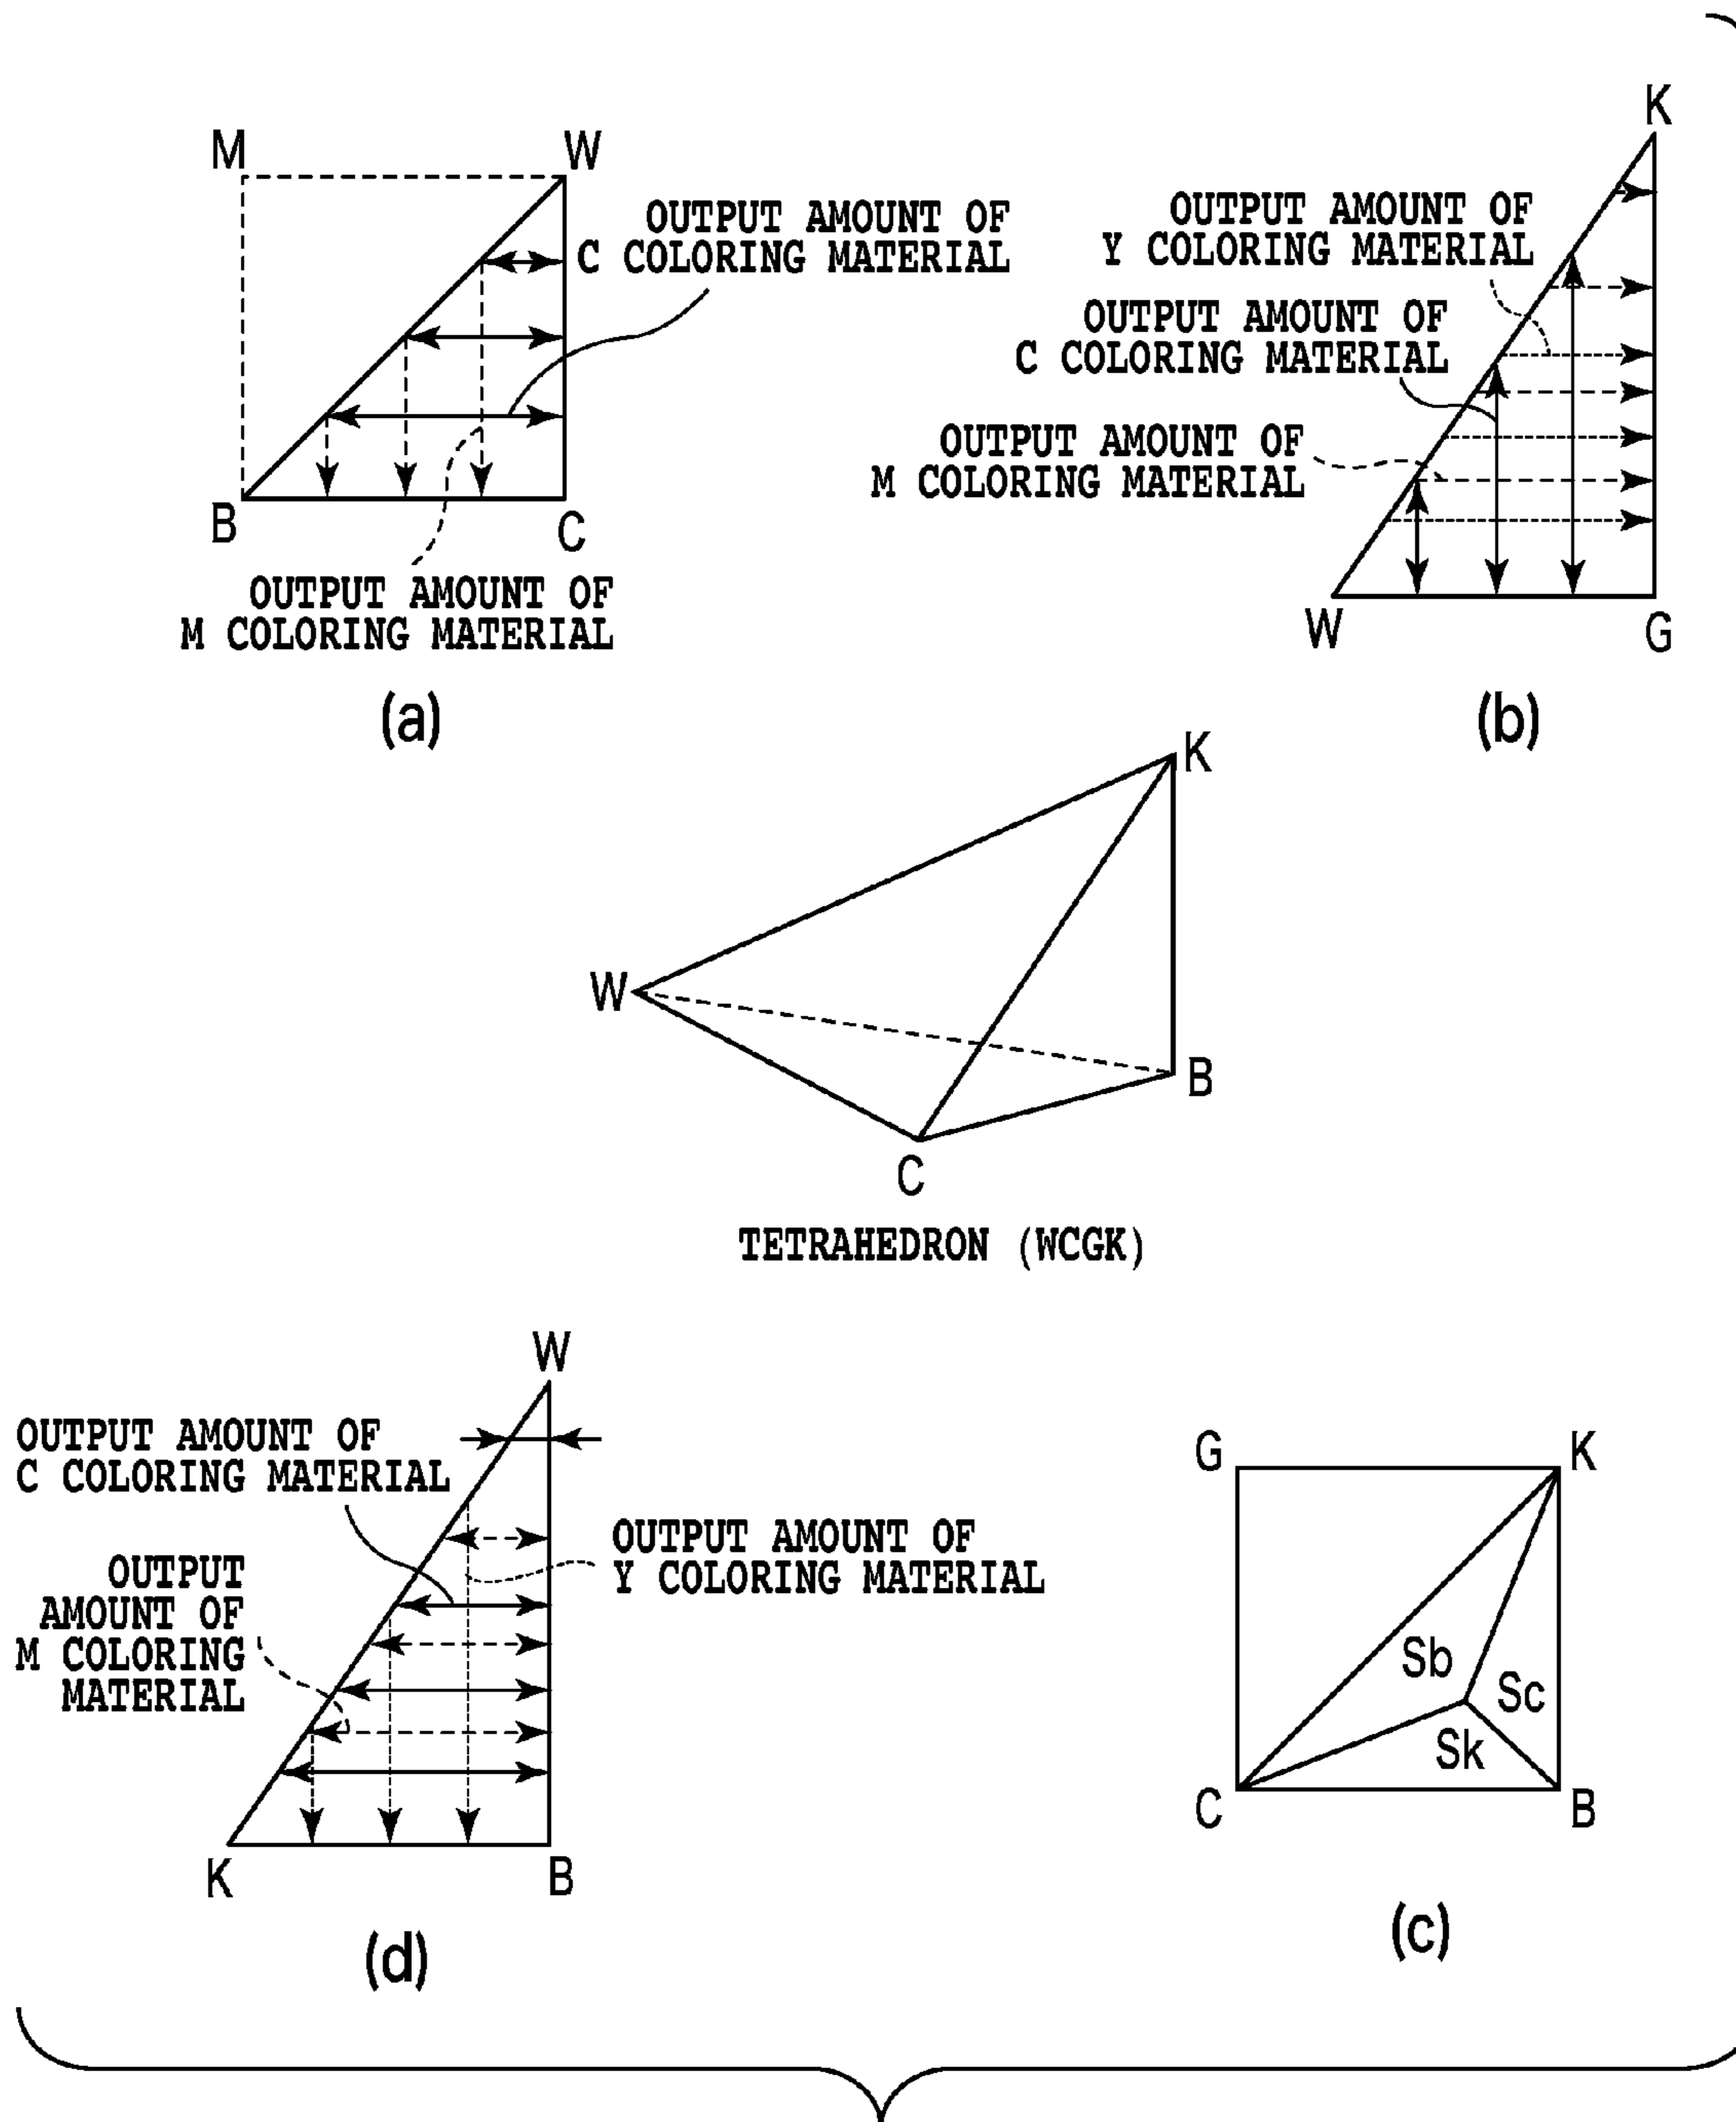 M
W
OUTPUT AMOUNT OF
C COLORING MATERIAL
B
C
OUTPUT AMOUNT OF
M COLORING MATERIAL
(a)
K
OUTPUT AMOUNT OF
Y COLORING MATERIAL
OUTPUT AMOUNT OF
C COLORING MATERIAL
OUTPUT AMOUNT OF
M COLORING MATERIAL
W
G
(b)
K
W
B
C
TETRAHEDRON (WCGK)
W
OUTPUT AMOUNT OF
C COLORING MATERIAL
OUTPUT AMOUNT OF
Y COLORING MATERIAL
OUTPUT
AMOUNT OF
M COLORING
MATERIAL
K
B
(d)
G
K
Sb
Sc
Sk
C
B
(c)